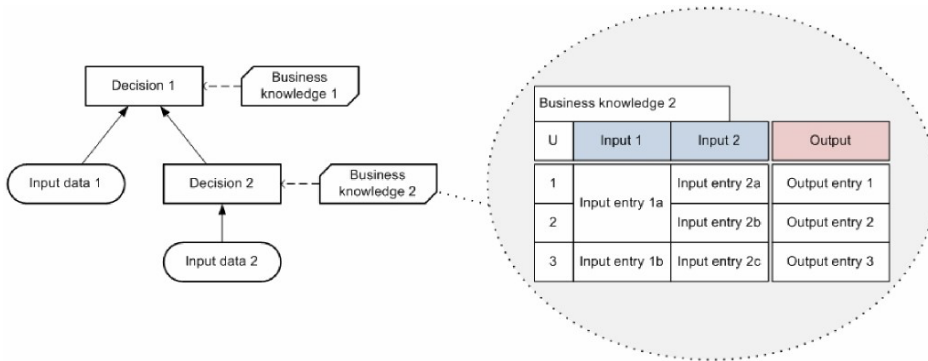 Decision 1
Business
knowledge 1
Input data 1
Decision 2
Business
knowledge 2
Input data 2
Business knowledge 2
U Input 1 Input 2 Output
1 Input entry 1a Input entry 2a Output entry 1
2 Input entry 2b Output entry 2
3 Input entry 1b Input entry 2c Output entry 3